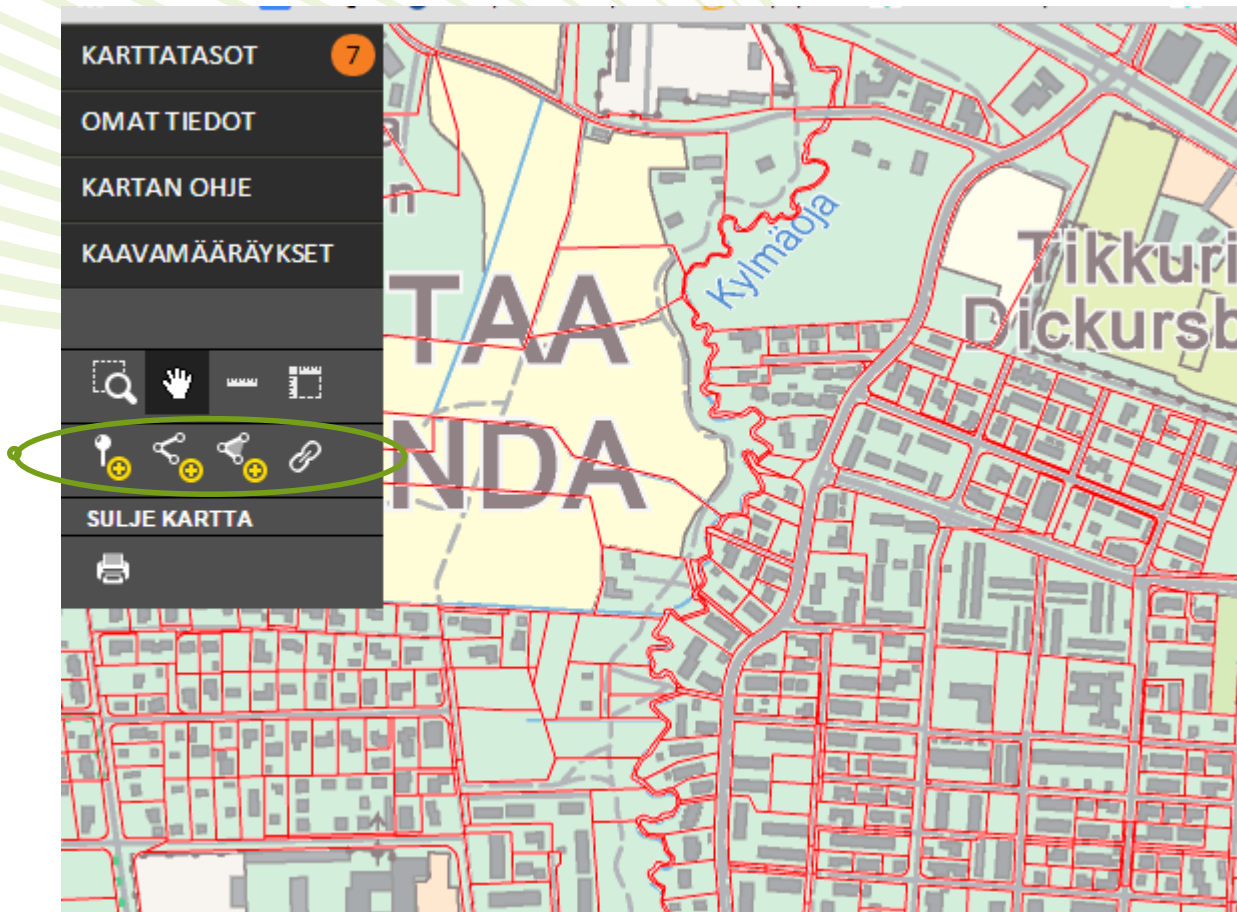 KARTTATASOT 7
OMAT TIEDOT
KARTAN OHJE
KAAVAMÄÄRÄYKSET
SULJE KARTTA
Kylmäoja
Tikkuri
Dickursb
TAA
NDA
n